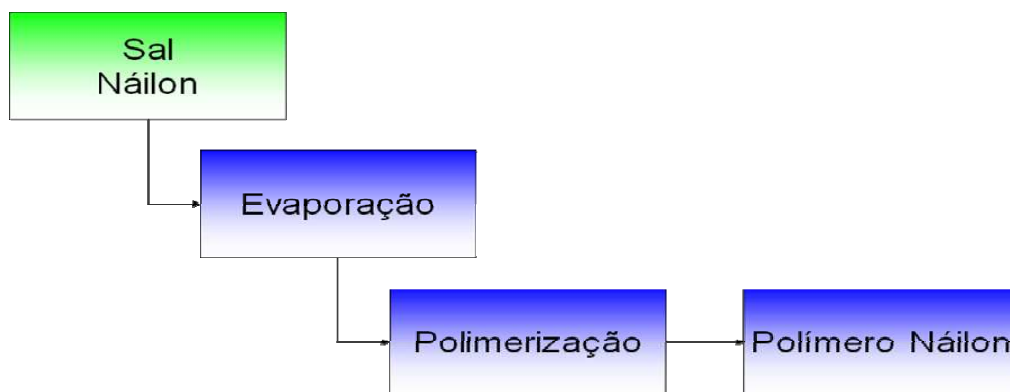 Sal
Náilon
Evaporação
Polimerização
Polímero Náilon